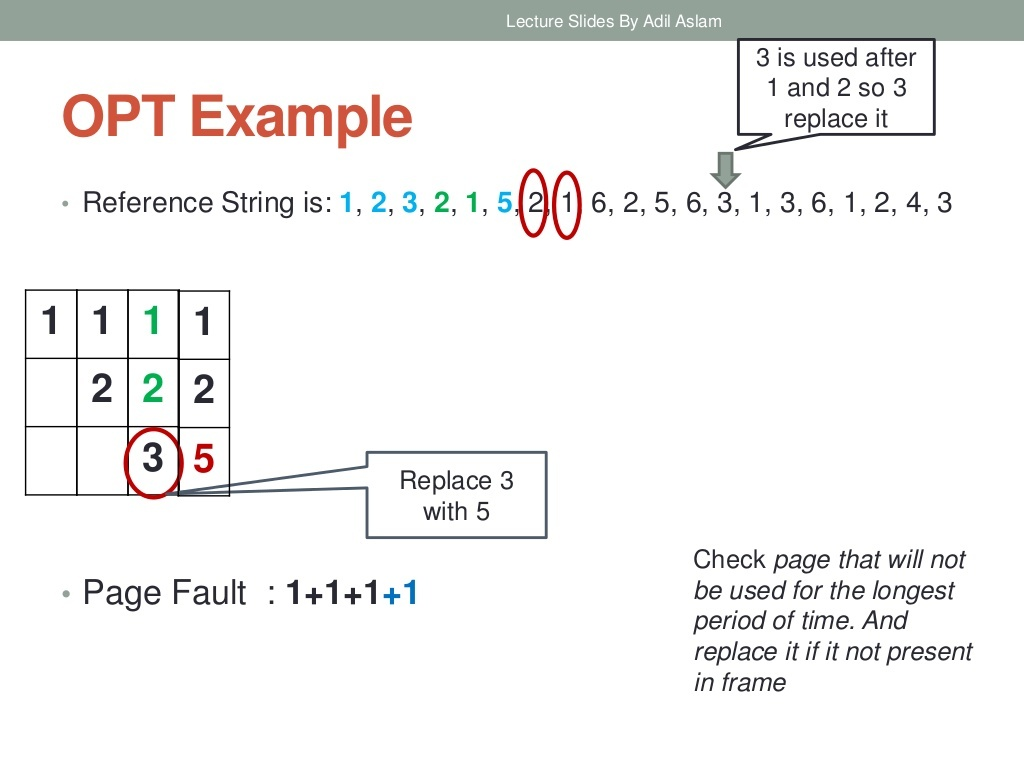 Lecture Slides By Adil Aslam
3 is used after
1 and 2 so 3
replace it
OPT Example
• Reference String is: 1, 2, 3, 2, 1, 5, 2, 1, 6, 2, 5, 6, 3, 1, 3, 6, 1, 2, 4, 3
1 1 1 1
2 2 2
3 5
Replace 3
with 5
• Page Fault : 1+1+1+1
Check page that will not
be used for the longest
period of time. And
replace it if it not present
in frame